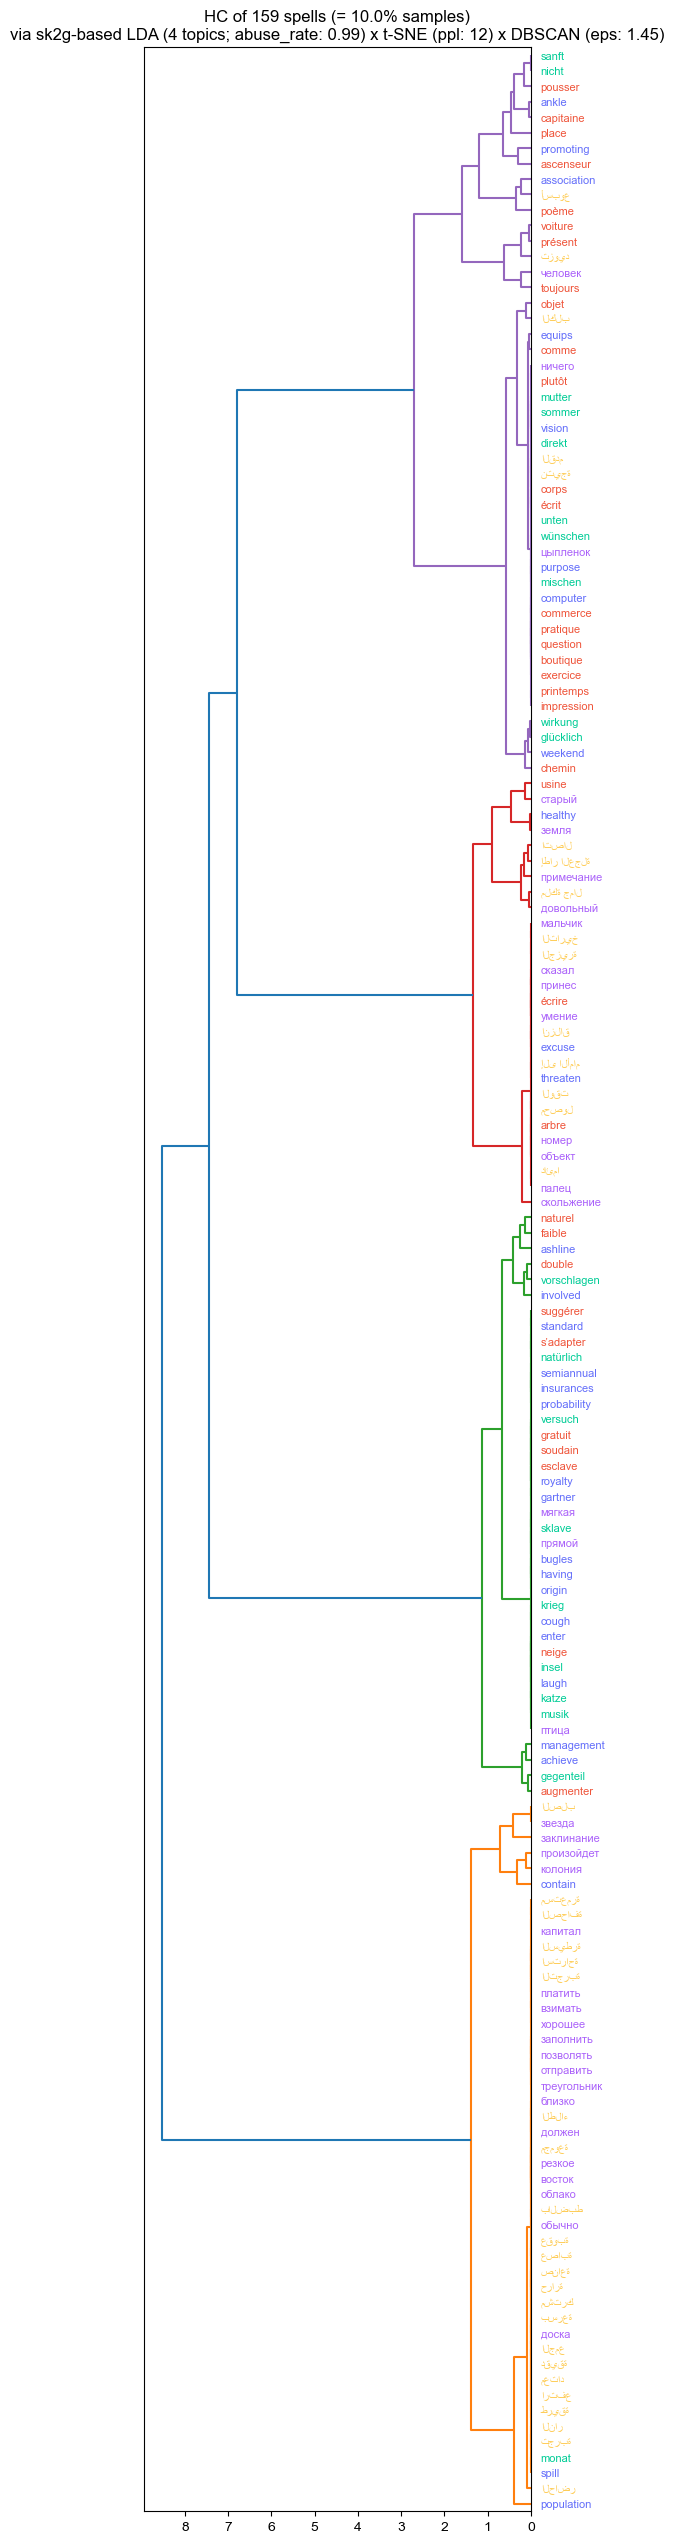 HC of 159 spells (= 10.0% samples)
via sk2g-based LDA (4 topics; abuse_rate: 0.99) x t-SNE (ppl: 12) x DBSCAN (eps: 1.45)
sanft
nicht
pousser
ankle
capitaine
place
promoting
ascenseur
association
أسبوع
poème
voiture
présent
تزويد
человек
toujours
objet
الكلب
equips
comme
ничего
plutôt
mutter
sommer
vision
direkt
القدم
نتيجة
corps
écrit
unten
wünschen
цыпленок
purpose
mischen
computer
commerce
pratique
question
boutique
exercice
printemps
impression
wirkung
glücklich
weekend
chemin
usine
старый
healthy
земля
اتصال
إطار العجلة
примечание
ملكة جمال
довольный
мальчик
التاريخ
الجزيرة
сказал
принес
écrire
умение
انزلاق
excuse
إلى الأمام
threaten
الوقت
محصول
arbre
номер
объект
دائما
палец
скольжение
naturel
faible
ashline
double
vorschlagen
involved
suggérer
standard
s'adapter
natürlich
semiannual
insurances
probability
versuch
gratuit
soudain
esclave
royalty
gartner
мягкая
sklave
прямой
bugles
having
origin
krieg
cough
enter
neige
insel
laugh
katze
musik
птица
management
achieve
gegenteil
augmenter
الصلب
звезда
заклинание
произойдет
колония
contain
مستعمرة
الصحافة
капитал
السيطرة
استراحة
التجربة
платить
взимать
хорошее
заполнить
позволять
отправить
треугольник
близко
الطلاء
должен
مجموعة
резкое
восток
облако
بالضبط
обычно
عقوبة
عصابة
صناعة
حرارة
مشترك
بسرعة
доска
الجمع
دقيقة
معتاد
ارتفع
طريقة
النار
تجربة
monat
spill
الحاضر
population
8 7 6 5 4 3 2 1 0